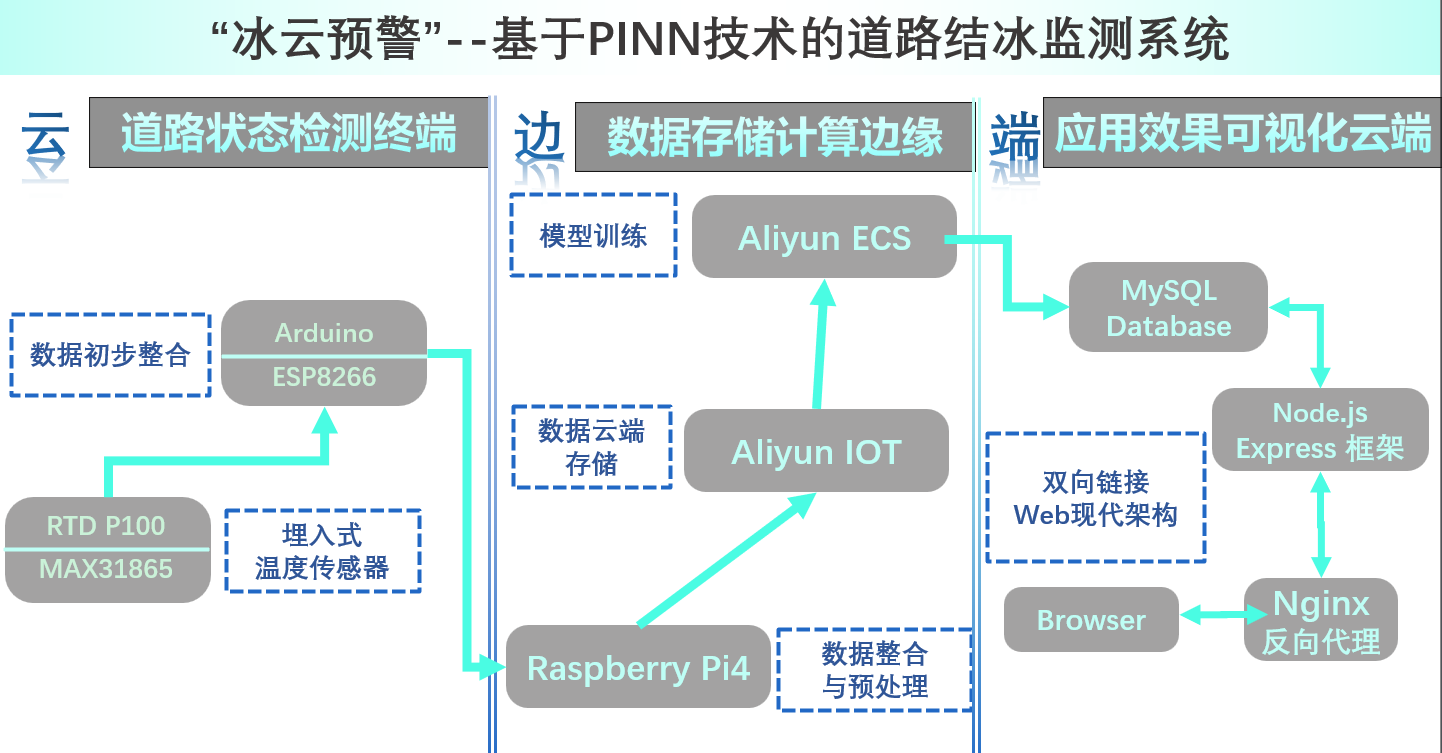 “冰云预警”--基于PINN技术的道路结冰监测系统
云
道路状态检测终端
数据初步整合
Arduino
ESP8266
RTD P100
MAX31865
埋入式
温度传感器
边
数据存储计算边缘
模型训练
Aliyun ECS
数据云端
存储
Aliyun IOT
Raspberry Pi4
数据整合
与预处理
端
应用效果可视化云端
MySQL
Database
Node.js
Express 框架
双向链接
Web现代架构
Browser
Nginx
反向代理